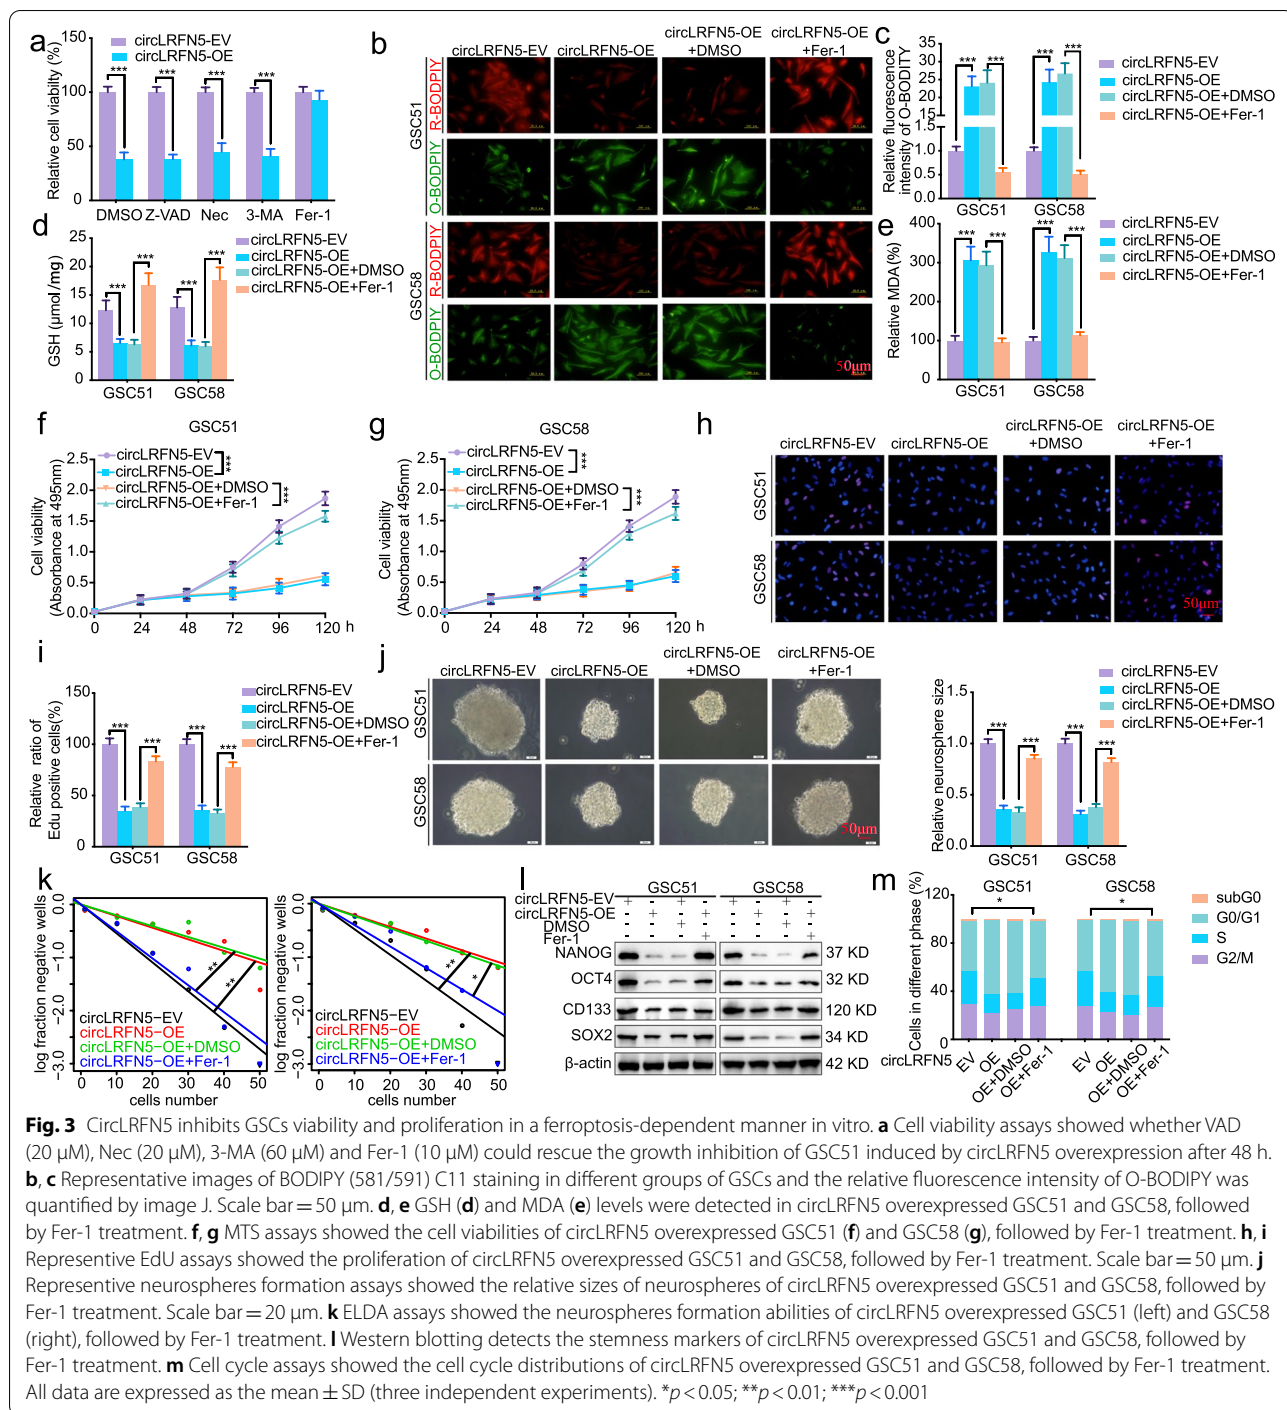 a
circLRFN5-EV
circLRFN5-OE
Relative cell viability (%)
150
100
50
0
***
***
***
***
DMSO Z-VAD Nec 3-MA Fer-1
b
circLRFN5-EV circLRFN5-OE circLRFN5-OE +DMSO circLRFN5-OE +Fer-1
GSC51
R-BODPIY
O-BODPIY
GSC58
R-BODPIY
O-BODPIY
50μm
c
Relative fluorescence
intensity of O-BODITY
35
30
25
20
15
1.0
0.5
0.0
*** *** *** ***
GSC51 GSC58
circLRFN5-EV
circLRFN5-OE
circLRFN5-OE+DMSO
circLRFN5-OE+Fer-1
d
GSH (μmol /mg)
25
20
15
10
5
0
*** *** *** ***
GSC51 GSC58
circLRFN5-EV
circLRFN5-OE
circLRFN5-OE+DMSO
circLRFN5-OE+Fer-1
e
Relative MDA(%)
400
300
200
100
0
*** *** *** ***
GSC51 GSC58
circLRFN5-EV
circLRFN5-OE
circLRFN5-OE+DMSO
circLRFN5-OE+Fer-1
f
GSC51
circLRFN5-EV
circLRFN5-OE
circLRFN5-OE+DMSO
circLRFN5-OE+Fer-1
***
***
Cell viability
(Absorbance at 495nm)
2.5
2.0
1.5
1.0
0.5
0.0
0 24 48 72 96 120 h
g
GSC58
circLRFN5-EV
circLRFN5-OE
circLRFN5-OE+DMSO
circLRFN5-OE+Fer-1
***
***
Cell viability
(Absorbance at 495nm)
2.5
2.0
1.5
1.0
0.5
0.0
0 24 48 72 96 120 h
h
circLRFN5-EV circLRFN5-OE circLRFN5-OE +DMSO circLRFN5-OE +Fer-1
GSC51
GSC58
50μm
i
Relative ratio of
Edu positive cells(%)
150
100
50
0
*** *** *** ***
GSC51 GSC58
circLRFN5-EV
circLRFN5-OE
circLRFN5-OE+DMSO
circLRFN5-OE+Fer-1
j
circLRFN5-EV circLRFN5-OE circLRFN5-OE +DMSO circLRFN5-OE +Fer-1
GSC51
GSC58
50μm
Relative neurosphere size
1.5
1.0
0.5
0.0
*** *** *** ***
GSC51 GSC58
circLRFN5-EV
circLRFN5-OE
circLRFN5-OE+DMSO
circLRFN5-OE+Fer-1
k
log fraction negative wells
0.0
−1.0
−2.0
−3.0
** **
circLRFN5−EV
circLRFN5−OE
circLRFN5−OE+DMSO
circLRFN5−OE+Fer-1
0 10 20 30 40 50
cells number
log fraction negative wells
0.0
−1.0
−2.0
−3.0
** *
circLRFN5−EV
circLRFN5−OE
circLRFN5−OE+DMSO
circLRFN5−OE+Fer-1
0 10 20 30 40 50
cells number
l
GSC51 GSC58
circLRFN5-EV + - - - + - - -
circLRFN5-OE - + + + - + + +
DMSO - - + - - - + -
Fer-1 - - - + - - - +
NANOG 37 KD
OCT4 32 KD
CD133 120 KD
SOX2 34 KD
β-actin 42 KD
m
Cells in different phase (%)
120
80
40
0
GSC51 GSC58
* *
subG0
G0/G1
S
G2/M
circLRFN5 EV OE OE+DMSO OE+Fer-1 EV OE OE+DMSO OE+Fer-1
Fig. 3 CircLRFN5 inhibits GSCs viability and proliferation in a ferroptosis-dependent manner in vitro. a Cell viability assays showed whether VAD
(20 μM), Nec (20 μM), 3-MA (60 μM) and Fer-1 (10 μM) could rescue the growth inhibition of GSC51 induced by circLRFN5 overexpression after 48 h.
b, c Representative images of BODIPY (581/591) C11 staining in different groups of GSCs and the relative fluorescence intensity of O-BODIPY was
quantified by image J. Scale bar = 50 μm. d, e GSH (d) and MDA (e) levels were detected in circLRFN5 overexpressed GSC51 and GSC58, followed
by Fer-1 treatment. f, g MTS assays showed the cell viabilities of circLRFN5 overexpressed GSC51 (f) and GSC58 (g), followed by Fer-1 treatment. h, i
Representive EdU assays showed the proliferation of circLRFN5 overexpressed GSC51 and GSC58, followed by Fer-1 treatment. Scale bar = 50 μm. j
Representive neurospheres formation assays showed the relative sizes of neurospheres of circLRFN5 overexpressed GSC51 and GSC58, followed by
Fer-1 treatment. Scale bar = 20 μm. k ELDA assays showed the neurospheres formation abilities of circLRFN5 overexpressed GSC51 (left) and GSC58
(right), followed by Fer-1 treatment. l Western blotting detects the stemness markers of circLRFN5 overexpressed GSC51 and GSC58, followed by
Fer-1 treatment. m Cell cycle assays showed the cell cycle distributions of circLRFN5 overexpressed GSC51 and GSC58, followed by Fer-1 treatment.
All data are expressed as the mean ± SD (three independent experiments). *p < 0.05; **p < 0.01; ***p < 0.001